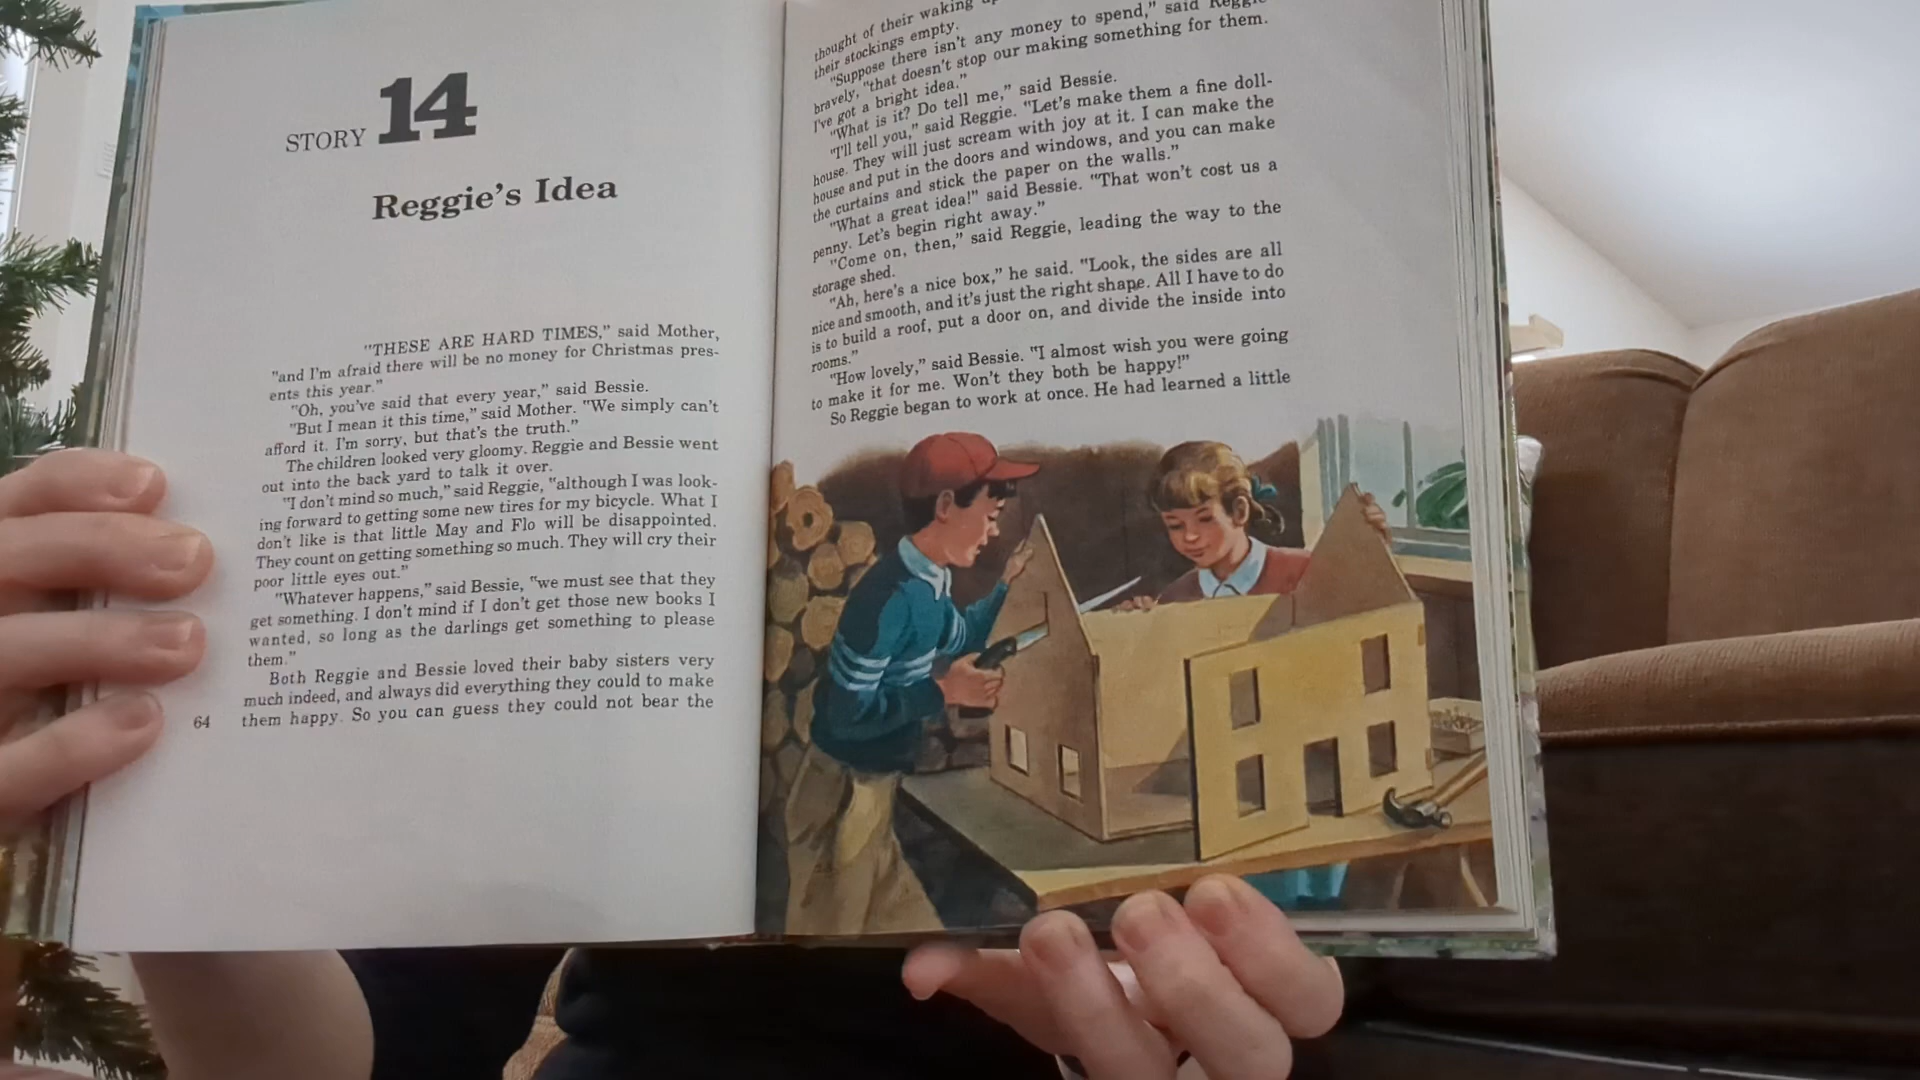 STORY 14
Reggie's Idea
"THESE ARE HARD TIMES," said Mother,
"and I'm afraid there will be no money for Christmas pres-
ents this year."
"Oh, you've said that every year," said Bessie.
"But I mean it this time," said Mother. "We simply can't
afford it. I'm sorry, but that's the truth."
The children looked very gloomy. Reggie and Bessie went
out into the back yard to talk it over.
"I don't mind so much," said Reggie, "although I was look-
ing forward to getting some new tires for my bicycle. What I
don't like is that little May and Flo will be disappointed.
They count on getting something so much. They will cry their
poor little eyes out."
"Whatever happens," said Bessie, "we must see that they
get something. I don't mind if I don't get those new books I
wanted, so long as the darlings get something to please
them."
Both Reggie and Bessie loved their baby sisters very
much indeed, and always did everything they could to make
them happy. So you can guess they could not bear the
64
thought of their waking
their stockings empty.
"Suppose there isn't any money to spend," said Reggie
bravely, "that doesn't stop our making something for them.
I've got a bright idea."
"What is it? Do tell me," said Bessie.
"I'll tell you," said Reggie. "Let's make them a fine doll-
house. They will just scream with joy at it. I can make the
house and put in the doors and windows, and you can make
the curtains and stick the paper on the walls."
"What a great idea!" said Bessie. "That won't cost us a
penny. Let's begin right away."
"Come on, then," said Reggie, leading the way to the
storage shed.
"Ah, here's a nice box," he said. "Look, the sides are all
nice and smooth, and it's just the right shape. All I have to do
is to build a roof, put a door on, and divide the inside into
rooms."
"How lovely," said Bessie. "I almost wish you were going
to make it for me. Won't they both be happy!"
So Reggie began to work at once. He had learned a little